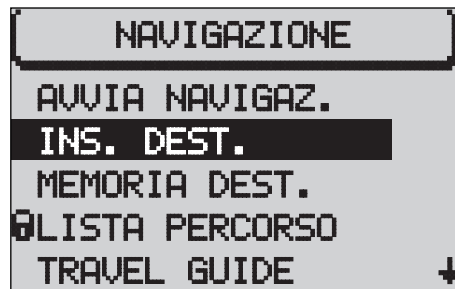 NAVIGAZIONE
AVVIA NAVIGAZ.
INS. DEST.
MEMORIA DEST.
LISTA PERCORSO
TRAVEL GUIDE